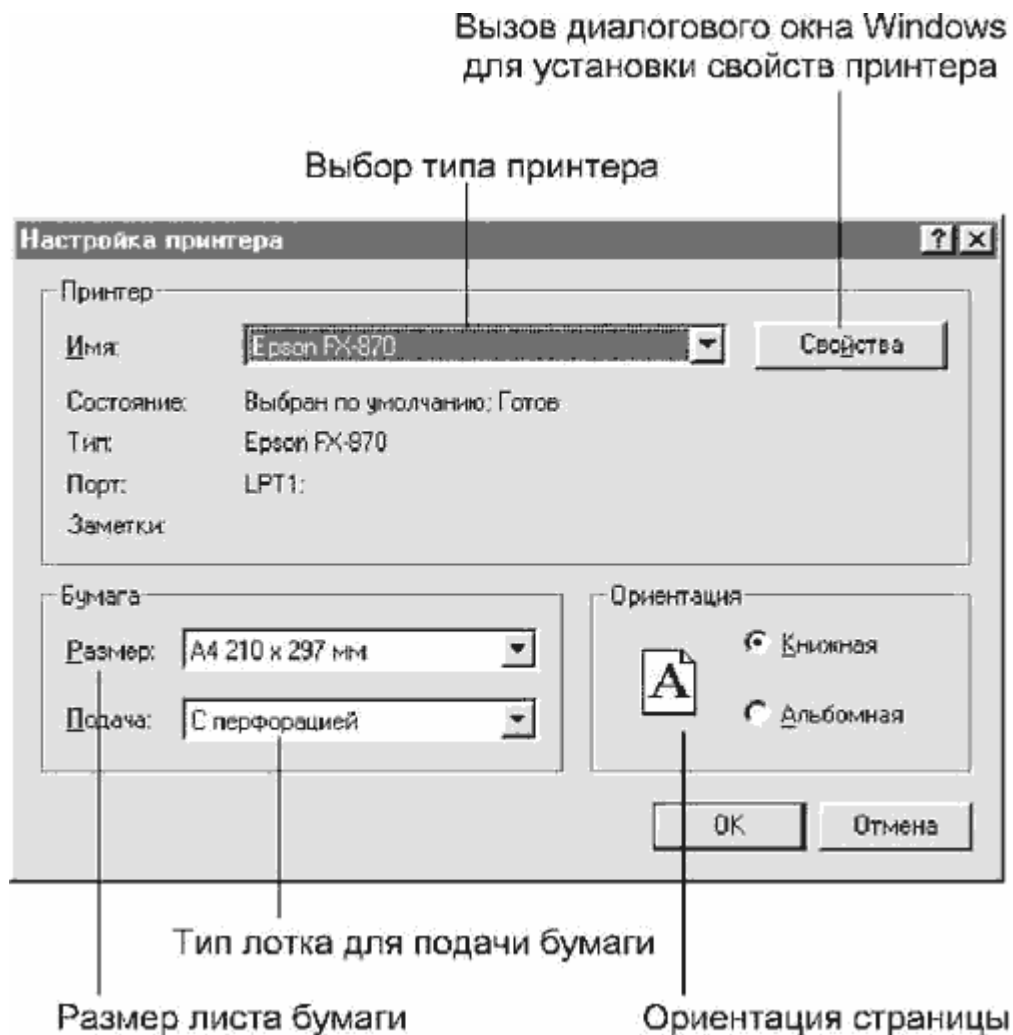 Вызов диалогового окна Windows
для установки свойств принтера
Выбор типа принтера
Настройка принтера
Принтер
Имя: Epson FX-870 Свойства
Состояние: Выбран по умолчанию; Готов
Тип: Epson FX-870
Порт: LPT1:
Заметки:
Бумага
Размер: A4 210 x 297 мм
Подача: С перфорацией
Ориентация
A
Книжная
Альбомная
OK Отмена
Тип лотка для подачи бумаги
Размер листа бумаги
Ориентация страницы